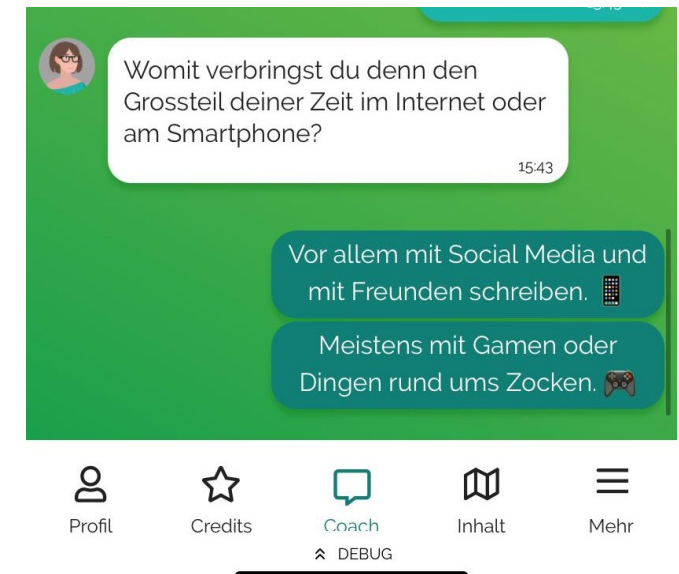 Womit verbringst du denn den
Grossteil deiner Zeit im Internet oder
am Smartphone?
15:43
Vor allem mit Social Media und
mit Freunden schreiben.
Meistens mit Gamen oder
Dingen rund ums Zocken.
Profil Credits Coach Inhalt Mehr
DEBUG